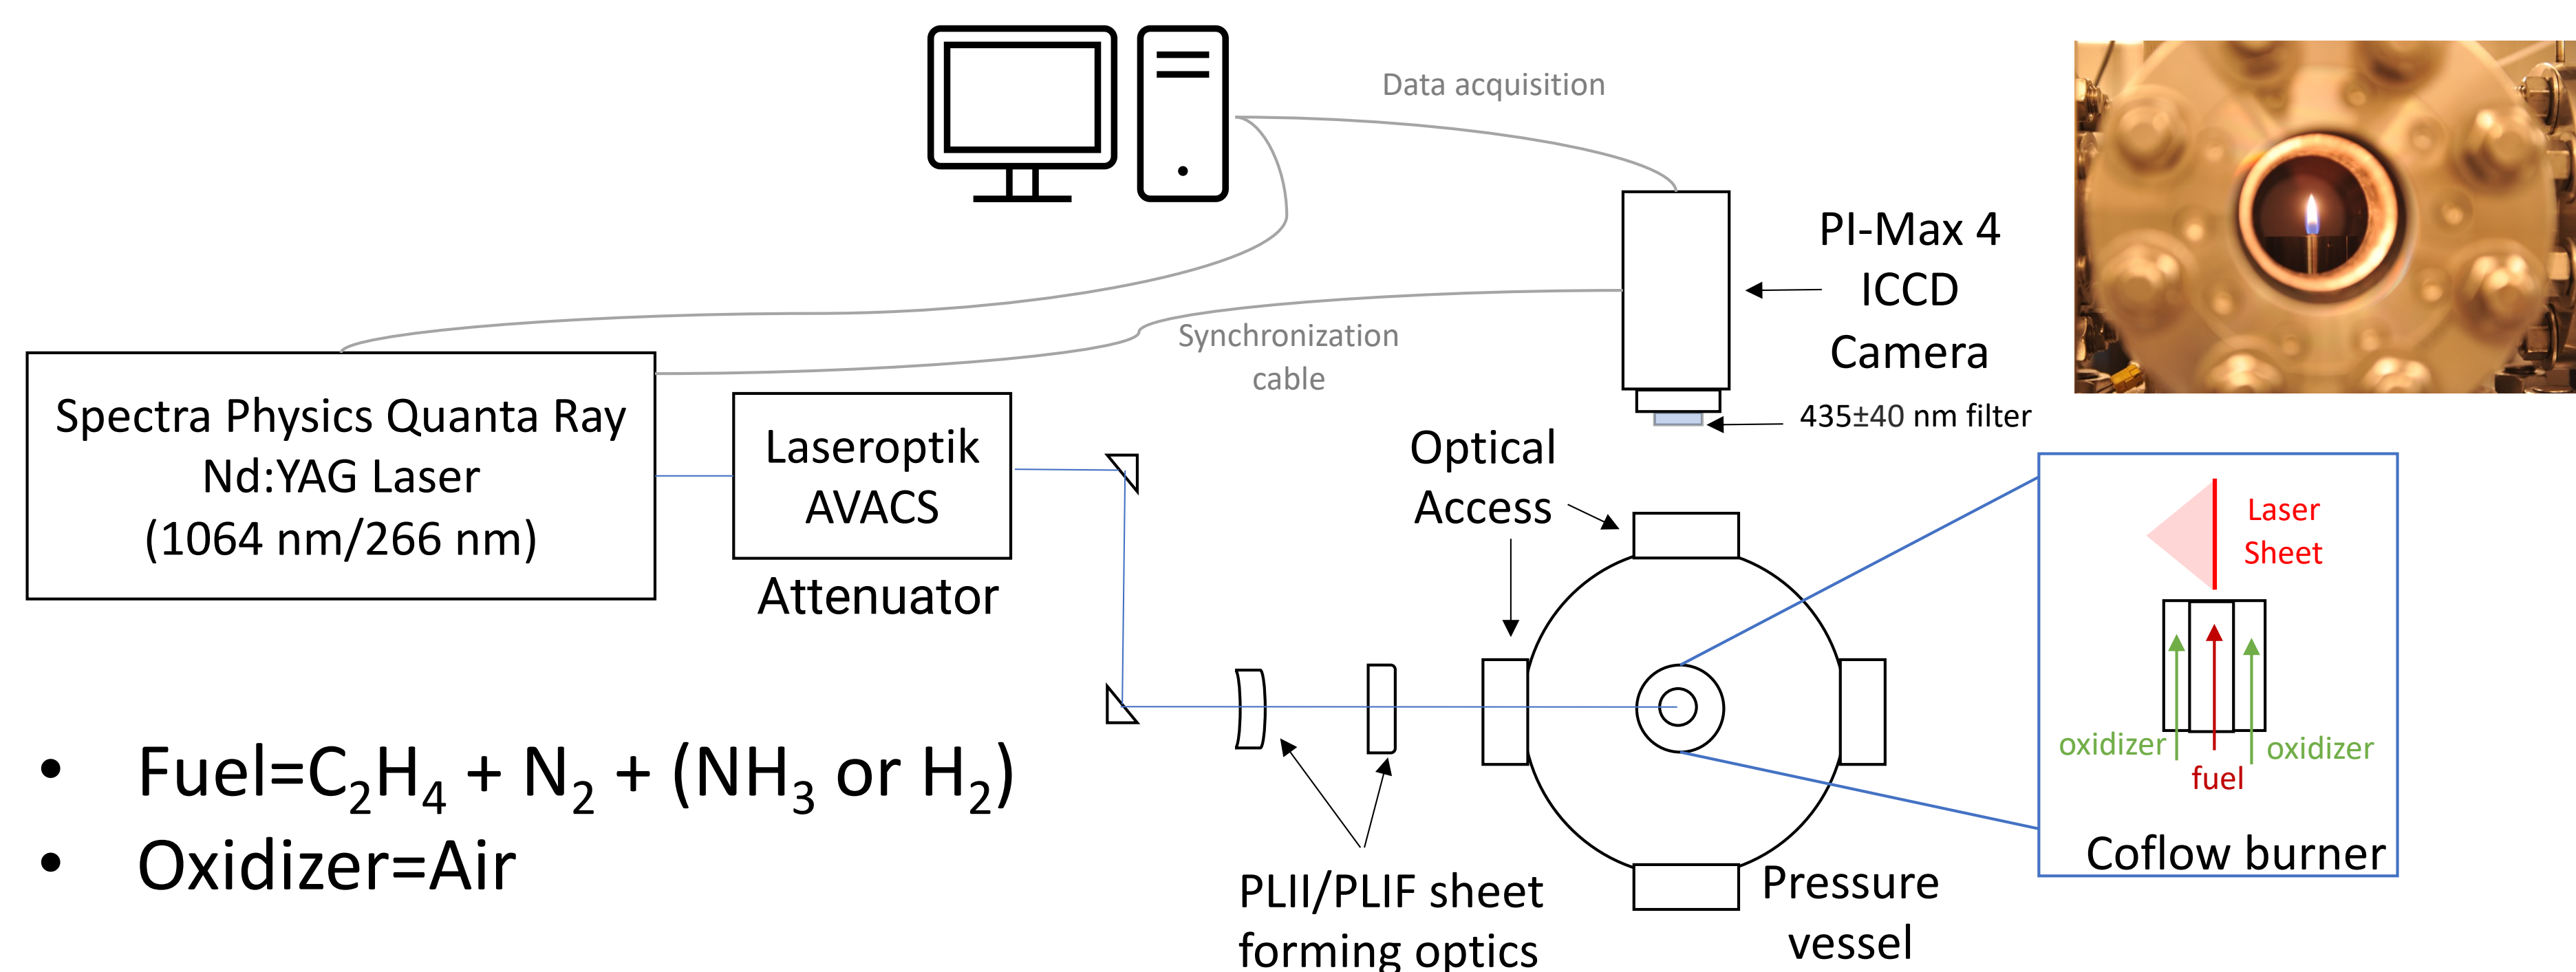 Data acquisition
PI-Max 4
ICCD
Camera
Synchronization
cable
Spectra Physics Quanta Ray
Nd:YAG Laser
(1064 nm/266 nm)
Laseroptik
AVACS
Attenuator
435±40 nm filter
Optical
Access
Laser
Sheet
oxidizer
oxidizer
fuel
Coflow burner
• Fuel=C₂H₄ + N₂ + (NH₃ or H₂)
• Oxidizer=Air
PLII/PLIF sheet
forming optics
Pressure
vessel